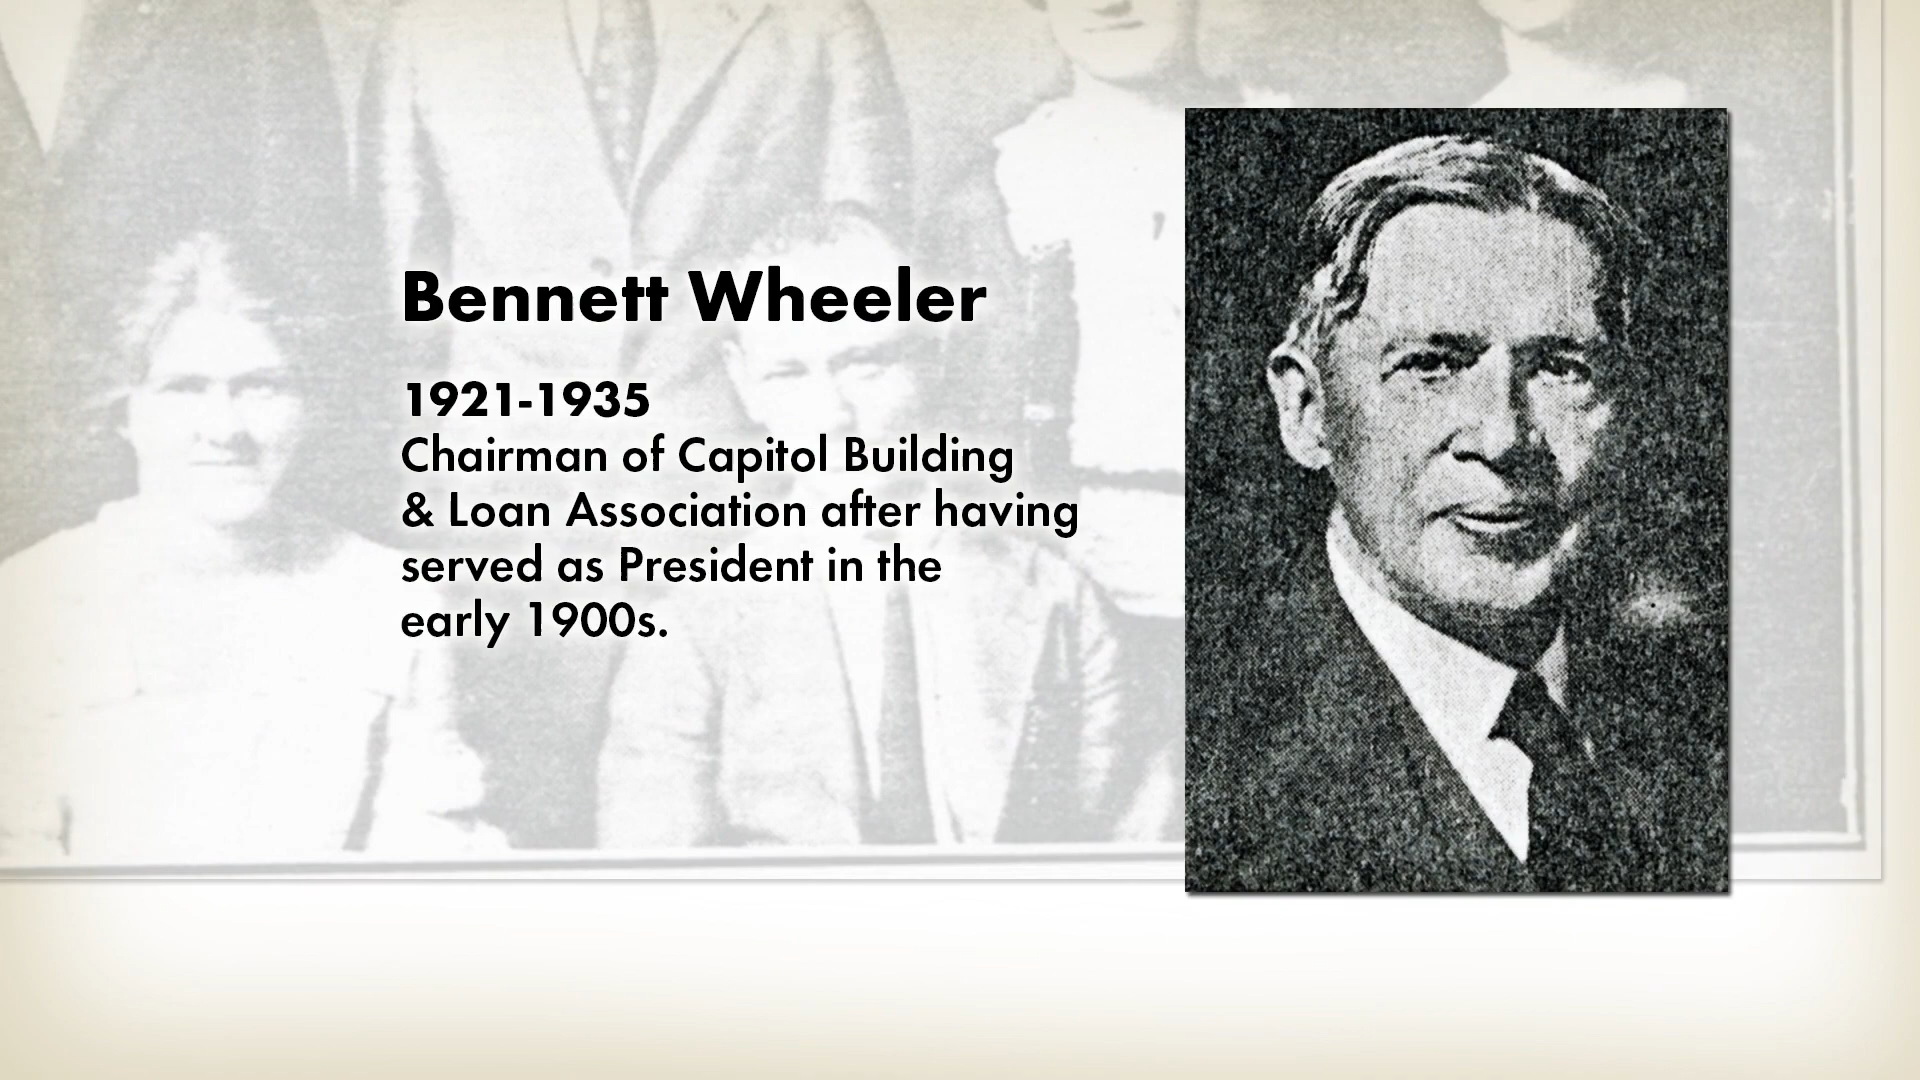 Bennett Wheeler
1921-1935
Chairman of Capitol Building
& Loan Association after having
served as President in the
early 1900s.